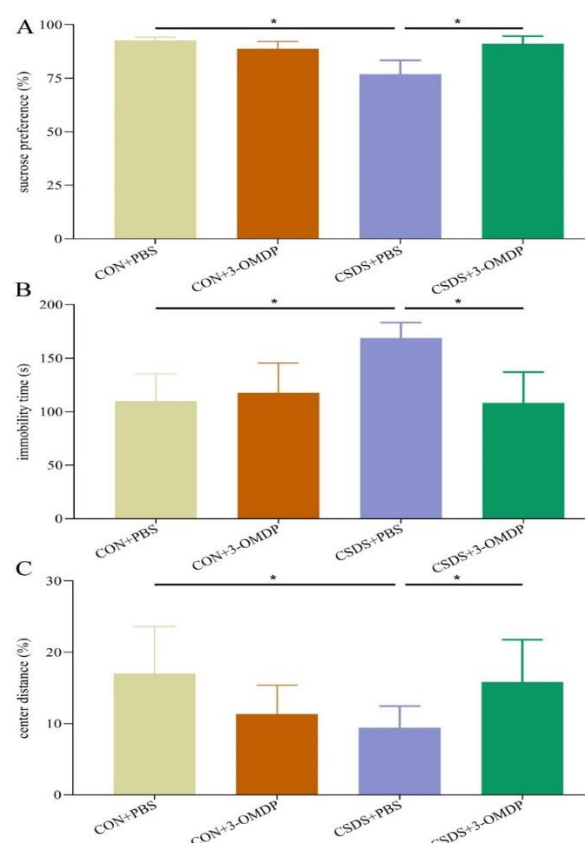 A
* *
100
75
50
25
0
sucrose preference (%)
CON+PBS
CON+3-OMDP
CSDS+PBS
CSDS+3-OMDP
B
* *
200
150
100
50
0
immobility time (s)
CON+PBS
CON+3-OMDP
CSDS+PBS
CSDS+3-OMDP
C
* *
30
20
10
0
center distance (%)
CON+PBS
CON+3-OMDP
CSDS+PBS
CSDS+3-OMDP